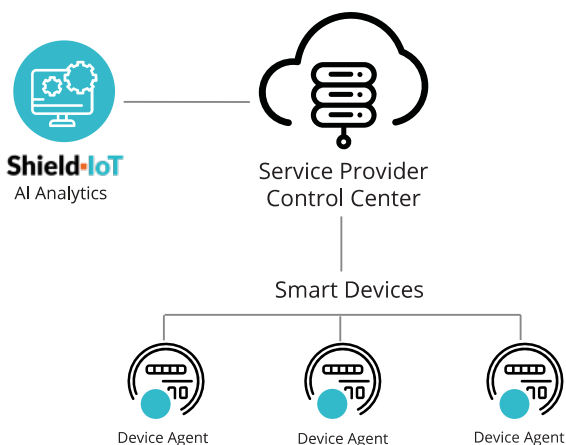 Shield-IoT
AI Analytics
Service Provider
Control Center
Smart Devices
Device Agent
Device Agent
Device Agent